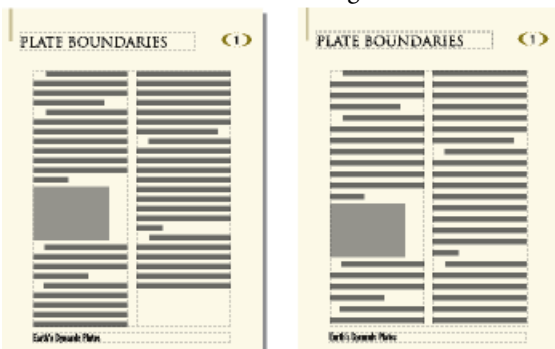 PLATE BOUNDARIES
(1)
Earth's Dynamic Plates
PLATE BOUNDARIES
(1)
Earth's Dynamic Plates